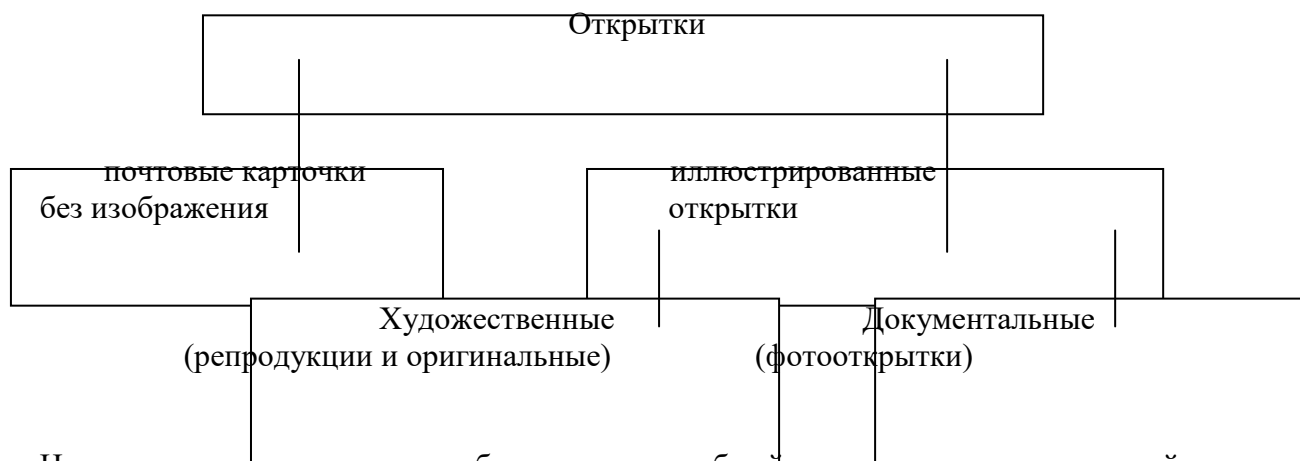 Открытки
почтовые карточки
без изображения
иллюстрированные
открытки
Художественные
(репродукции и оригинальные)
Документальные
(фотооткрытки)